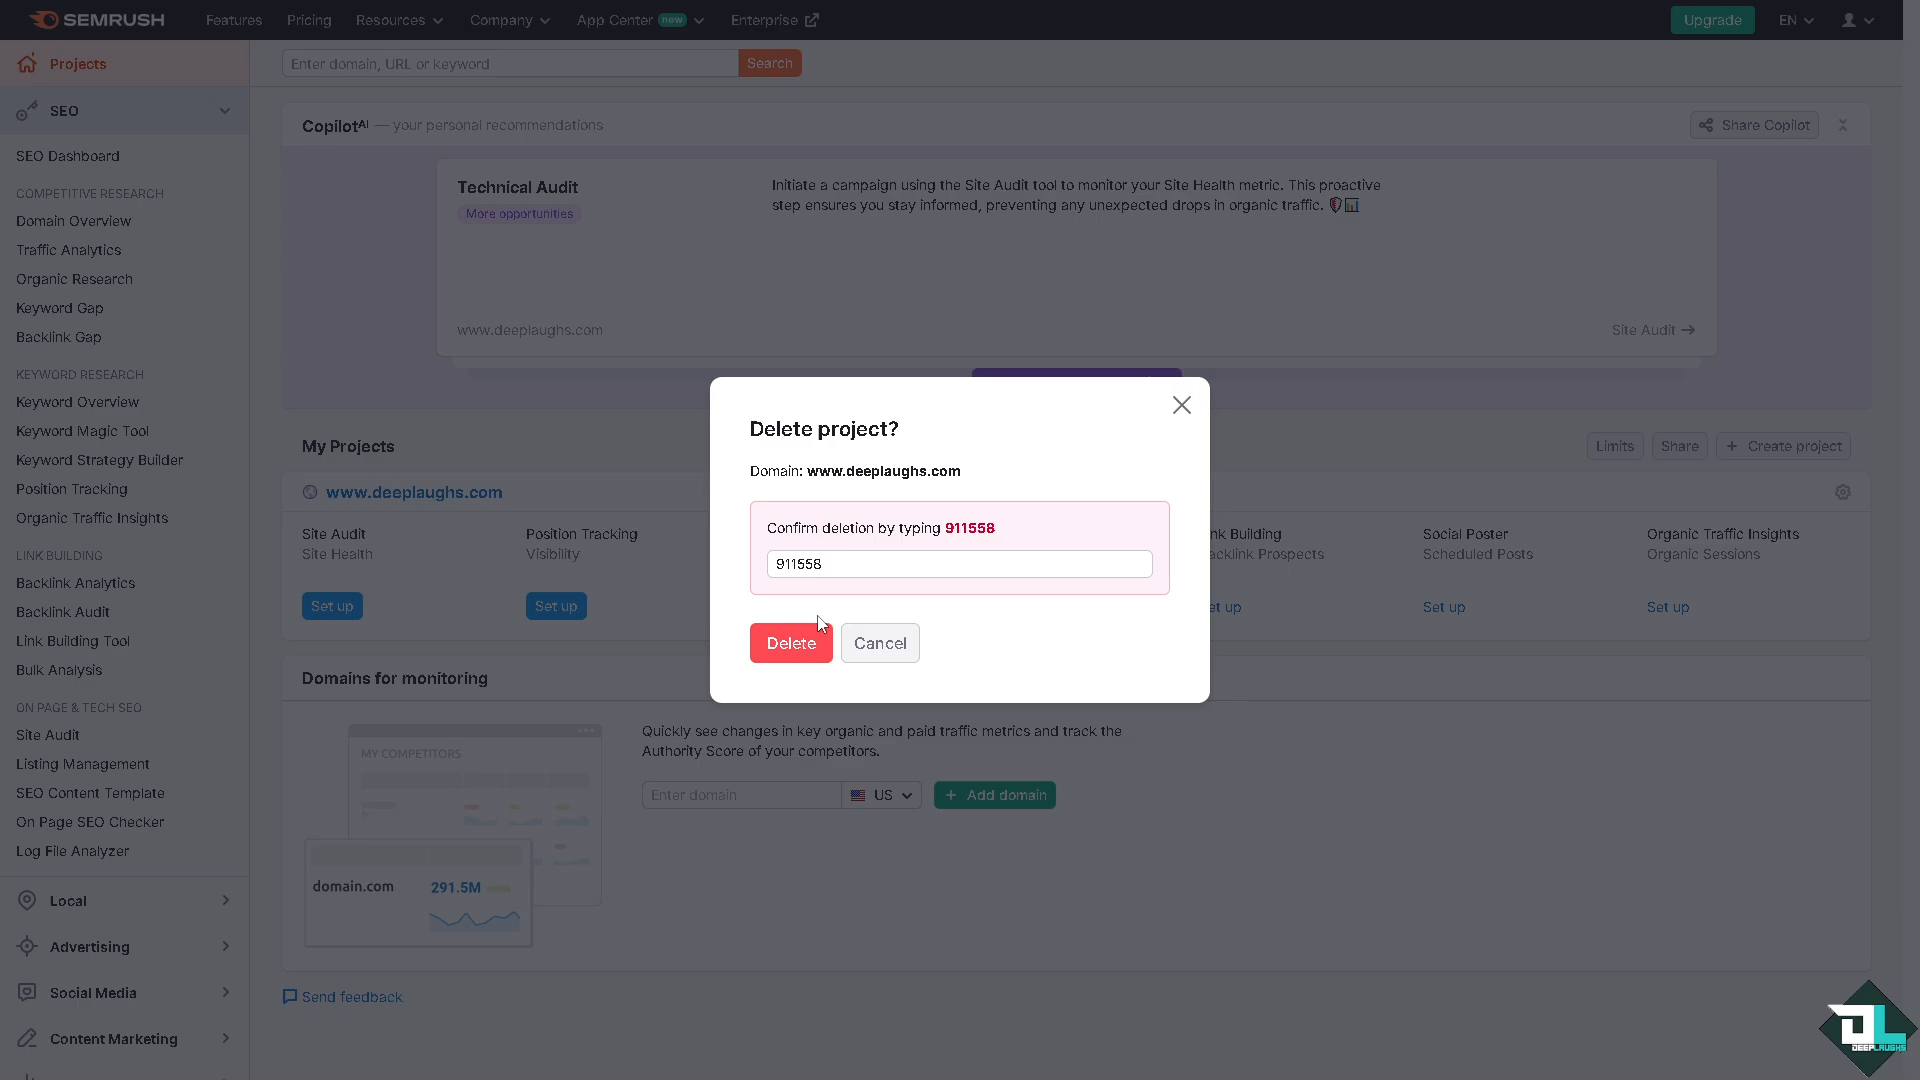 SEMRUSH
Features
Pricing
Resources
Company
App Center new
Enterprise
Upgrade
EN
Projects
Enter domain, URL or keyword
Search
SEO
Copilot AI — your personal recommendations
Share Copilot
SEO Dashboard
COMPETITIVE RESEARCH
Domain Overview
Traffic Analytics
Organic Research
Keyword Gap
Backlink Gap
KEYWORD RESEARCH
Keyword Overview
Keyword Magic Tool
Keyword Strategy Builder
Position Tracking
Organic Traffic Insights
LINK BUILDING
Backlink Analytics
Backlink Audit
Link Building Tool
Bulk Analysis
ON PAGE & TECH SEO
Site Audit
Listing Management
SEO Content Template
On Page SEO Checker
Log File Analyzer
Local
Advertising
Social Media
Content Marketing
Technical Audit
More opportunities
Initiate a campaign using the Site Audit tool to monitor your Site Health metric. This proactive
step ensures you stay informed, preventing any unexpected drops in organic traffic.
www.deeplaughs.com
Site Audit →
My Projects
Limits
Share
+ Create project
www.deeplaughs.com
Site Audit
Site Health
Set up
Position Tracking
Visibility
Set up
nk Building
acklink Prospects
et up
Social Poster
Scheduled Posts
Set up
Organic Traffic Insights
Organic Sessions
Set up
Delete project?
Domain: www.deeplaughs.com
Confirm deletion by typing 911558
911558
Delete
Cancel
Domains for monitoring
MY COMPETITORS
domain.com
291.5M
Quickly see changes in key organic and paid traffic metrics and track the
Authority Score of your competitors.
Enter domain
US
+ Add domain
Send feedback
DL
DEEPLAUGHS